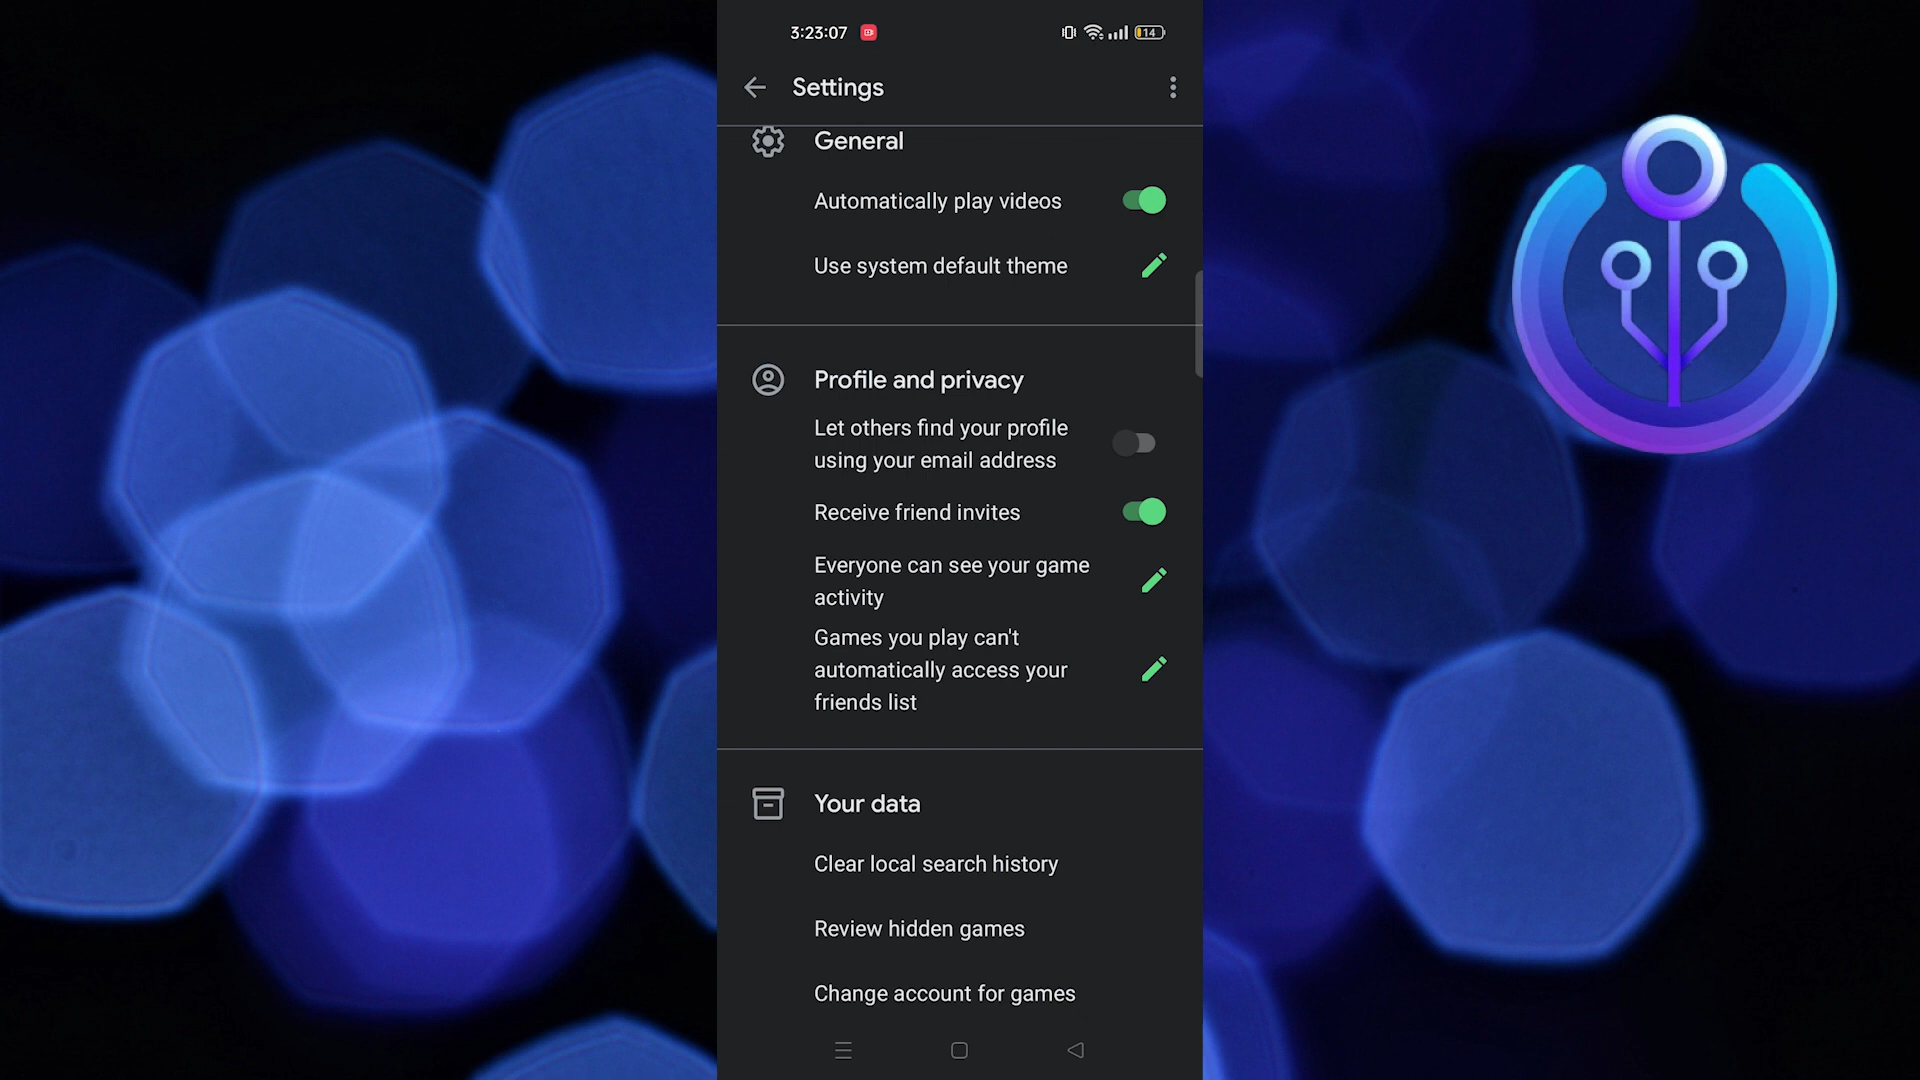 3:23:07
14
Settings
General
Automatically play videos
Use system default theme
Profile and privacy
Let others find your profile
using your email address
Receive friend invites
Everyone can see your game
activity
Games you play can't
automatically access your
friends list
Your data
Clear local search history
Review hidden games
Change account for games